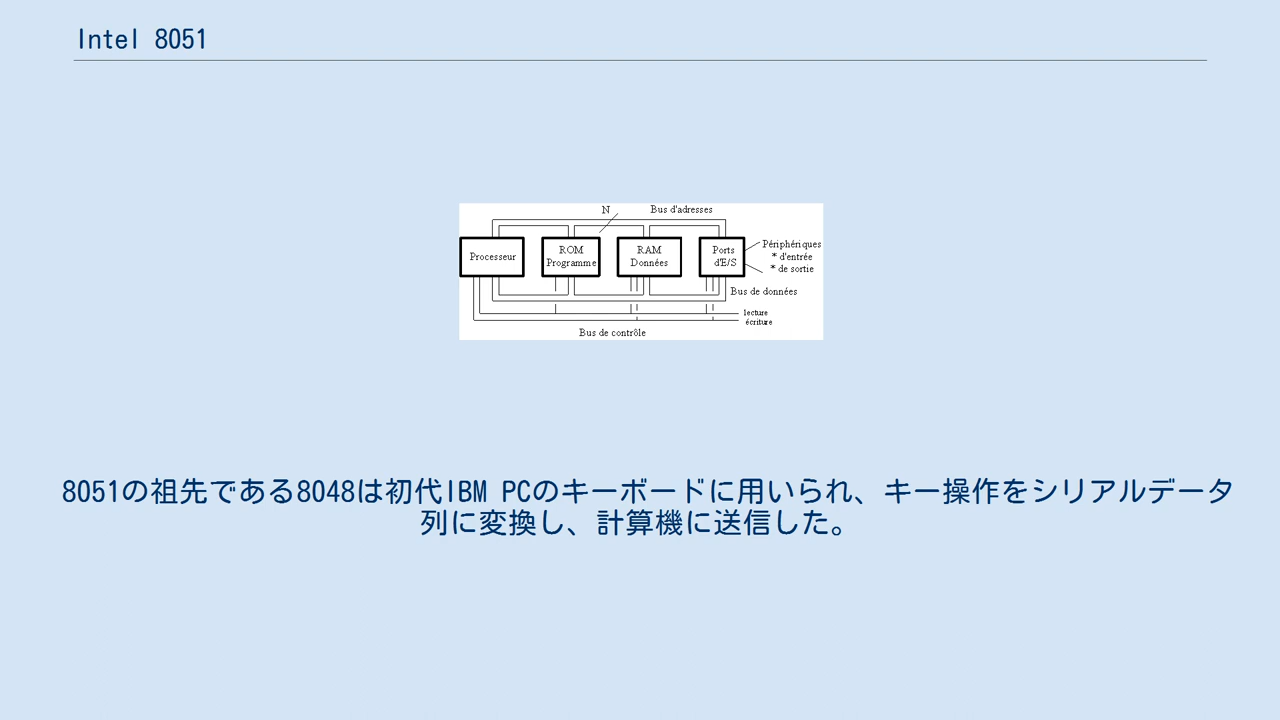 Intel 8051
N
Bus d'adresses
Processeur
ROM
Programme
RAM
Données
Ports
d'E/S
Périphériques
* d'entrée
* de sortie
Bus de données
lecture
écriture
Bus de contrôle
8051の祖先である8048は初代IBM PCのキーボードに用いられ、キー操作をシリアルデータ
列に変換し、計算機に送信した。